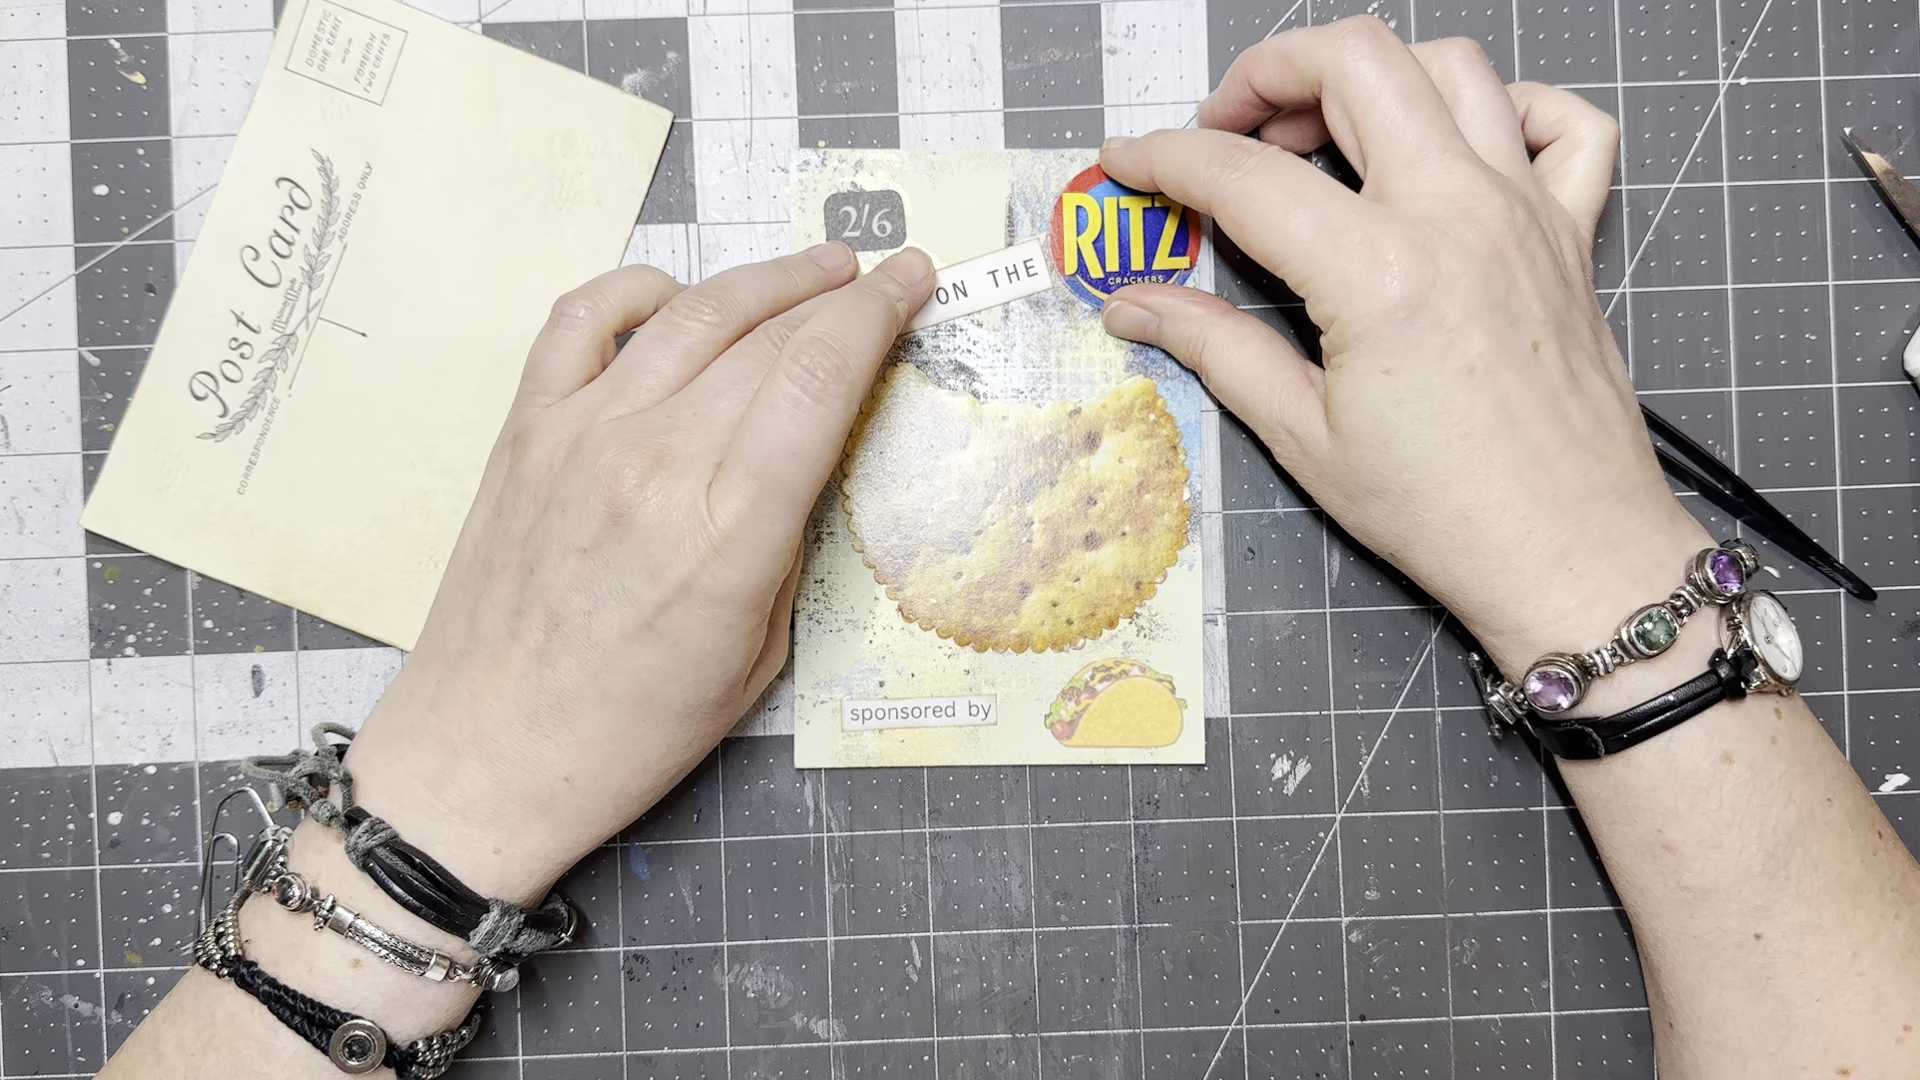 DOMESTIC
ONE CENT
FOREIGN
TWO CENTS
Post Card
CORRESPONDENCE
ADDRESS ONLY
2/6
ON THE
RITZ
CRACKERS
sponsored by